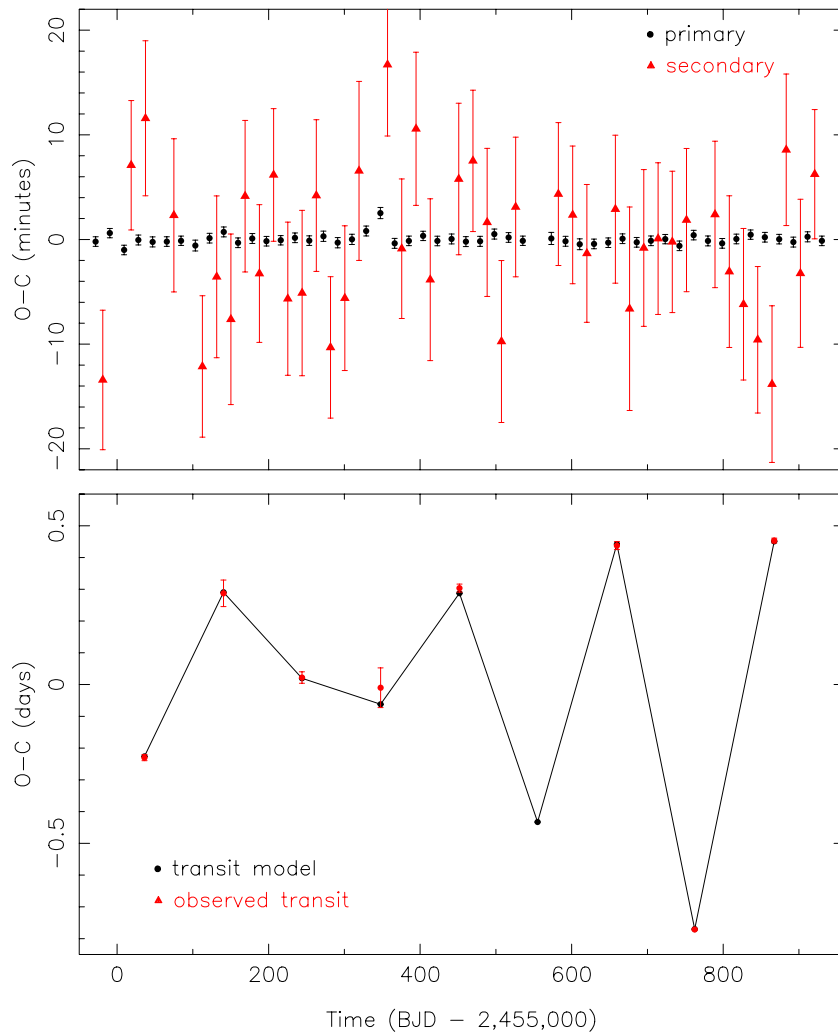 20
10
0
−10
−20
O−C (minutes)
primary
secondary
0.5
0
−0.5
O−C (days)
transit model
observed transit
0 200 400 600 800
Time (BJD − 2,455,000)